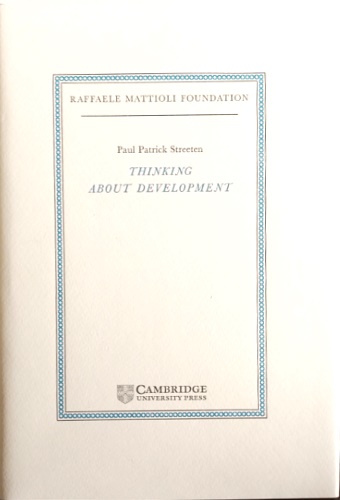 RAFFAELE MATTIOLI FOUNDATION
Paul Patrick Streeten
THINKING
ABOUT DEVELOPMENT
CAMBRIDGE
UNIVERSITY PRESS